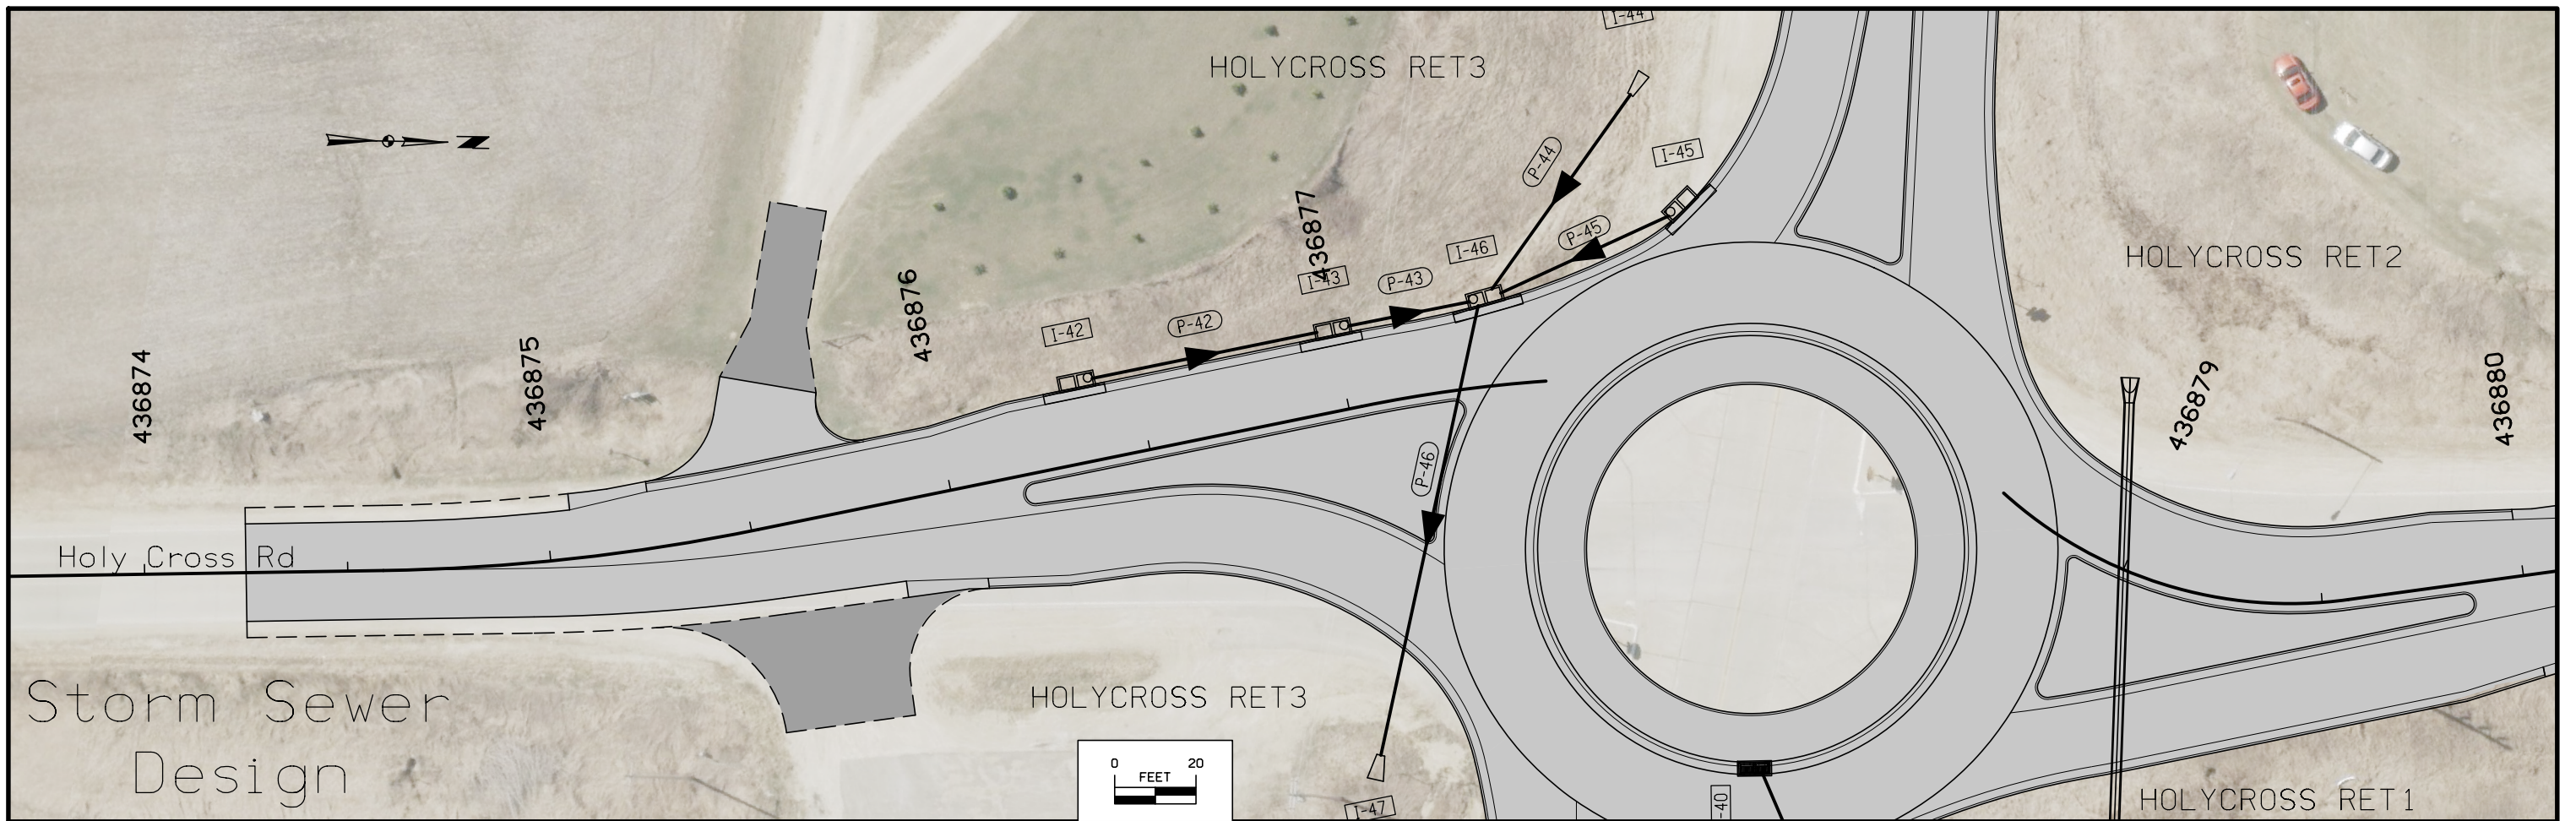 I-44
HOLYCROSS RET3
P-44
I-45
P-45
436877
I-46
I-43
P-43
HOLYCROSS RET2
436876
I-42
P-42
436874
436875
436879
436880
P-46
Holy Cross Rd
N
Storm Sewer
Design
HOLYCROSS RET3
0 20
FEET
I-47
-40
HOLYCROSS RET1